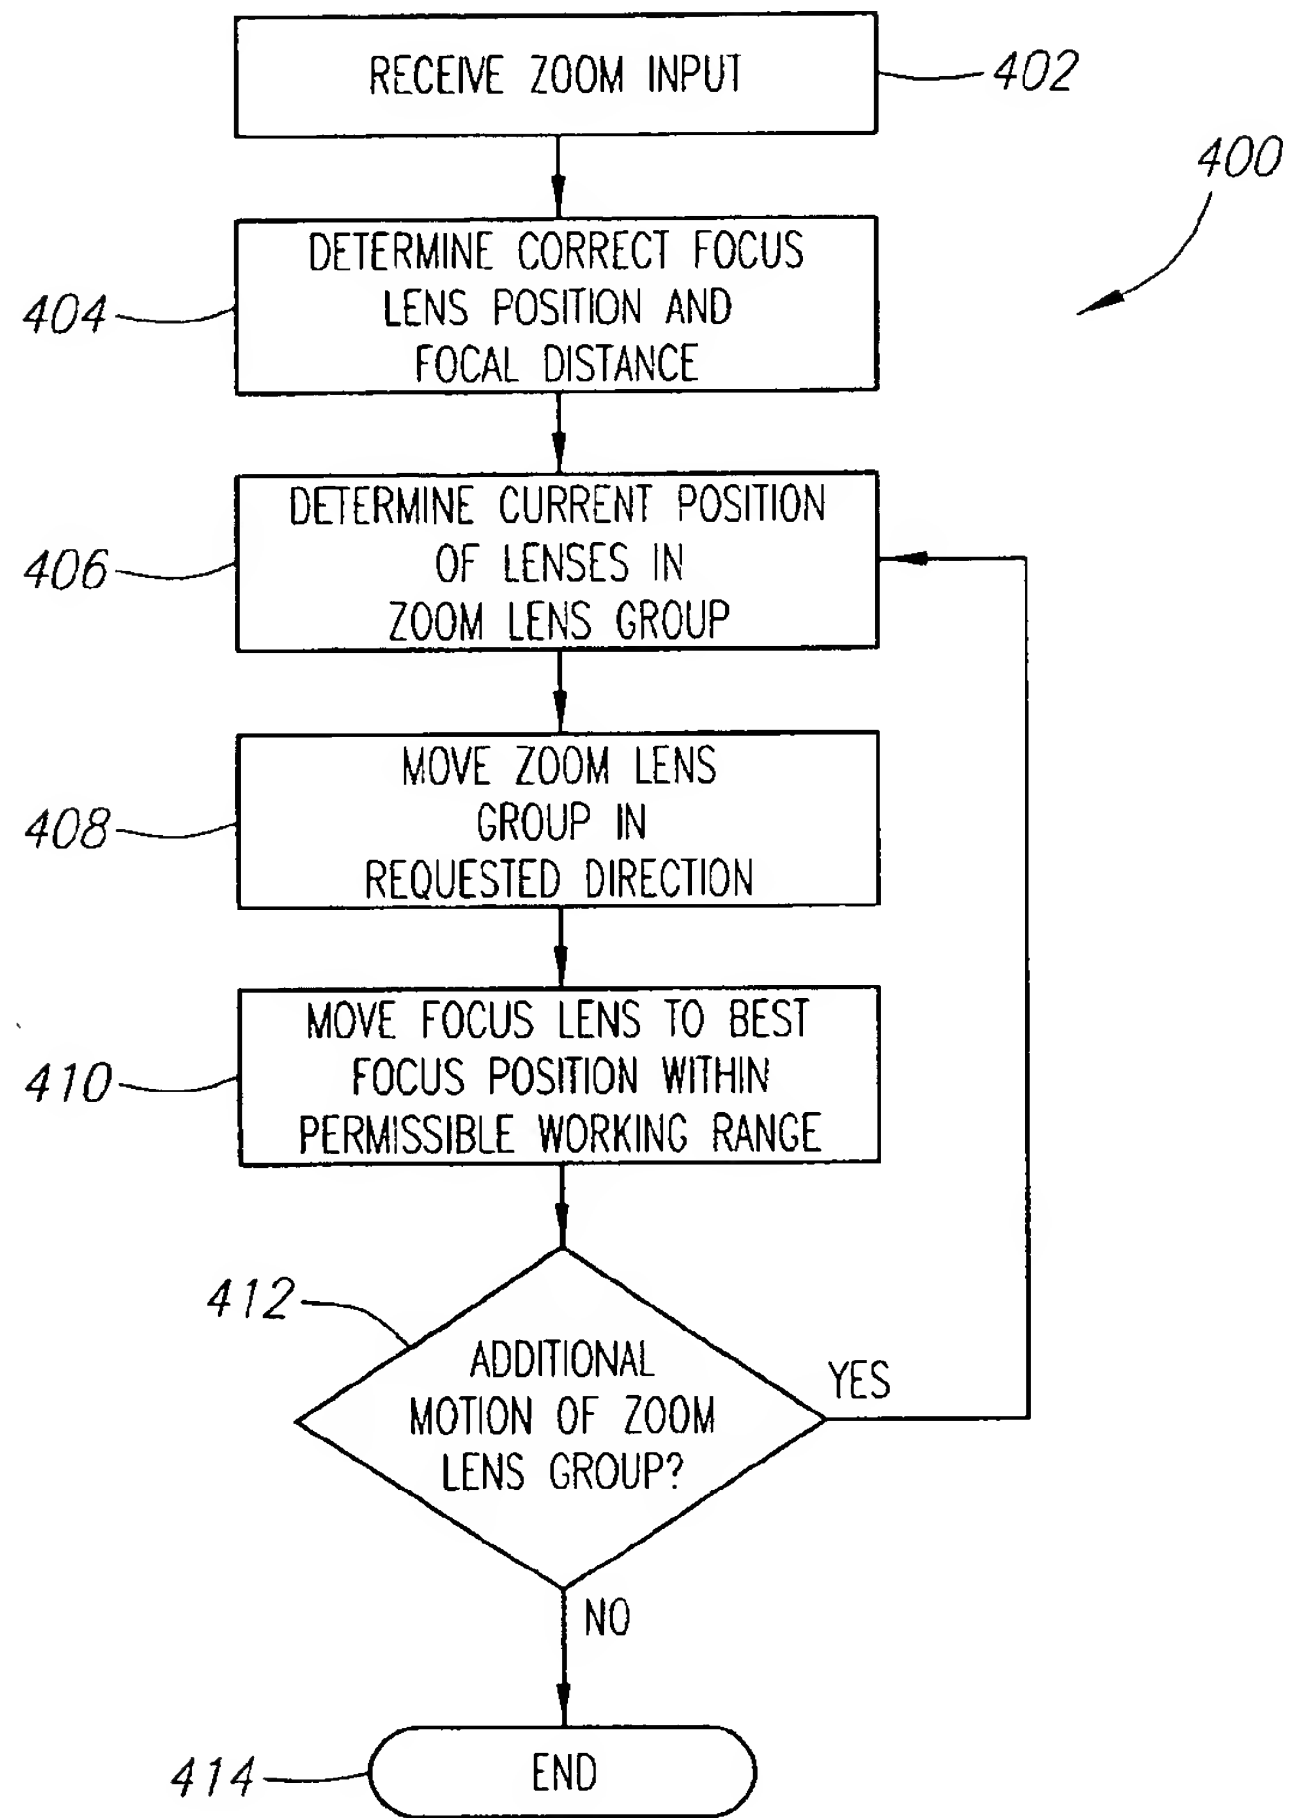 RECEIVE ZOOM INPUT
402
400
DETERMINE CORRECT FOCUS
LENS POSITION AND
FOCAL DISTANCE
404
DETERMINE CURRENT POSITION
OF LENSES IN
ZOOM LENS GROUP
406
MOVE ZOOM LENS
GROUP IN
REQUESTED DIRECTION
408
MOVE FOCUS LENS TO BEST
FOCUS POSITION WITHIN
PERMISSIBLE WORKING RANGE
410
412
ADDITIONAL
MOTION OF ZOOM
LENS GROUP?
YES
NO
END
414